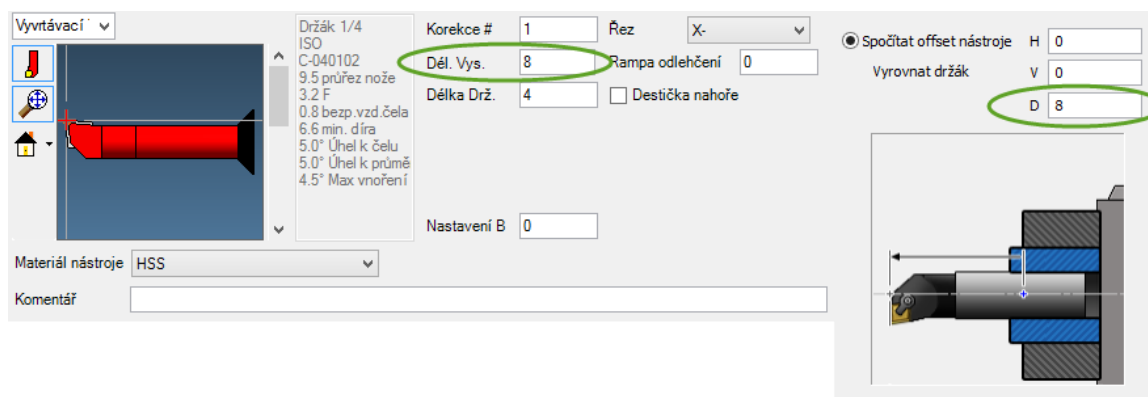 Vyvrtávací
Držák 1/4
ISO
C-040102
9.5 průřez nože
3.2 F
0.8 bezp.vzd.čela
6.6 min. díra
5.0° Úhel k čelu
5.0° Úhel k průmě
4.5° Max vnoření
Korekce # 1
Dél. Vys. 8
Délka Drž. 4
Nastavení B 0
Řez X-
Rampa odlehčení 0
Destička nahoře
Materiál nástroje HSS
Komentář
Spočítat offset nástroje H 0
Vyrovnat držák V 0
D 8